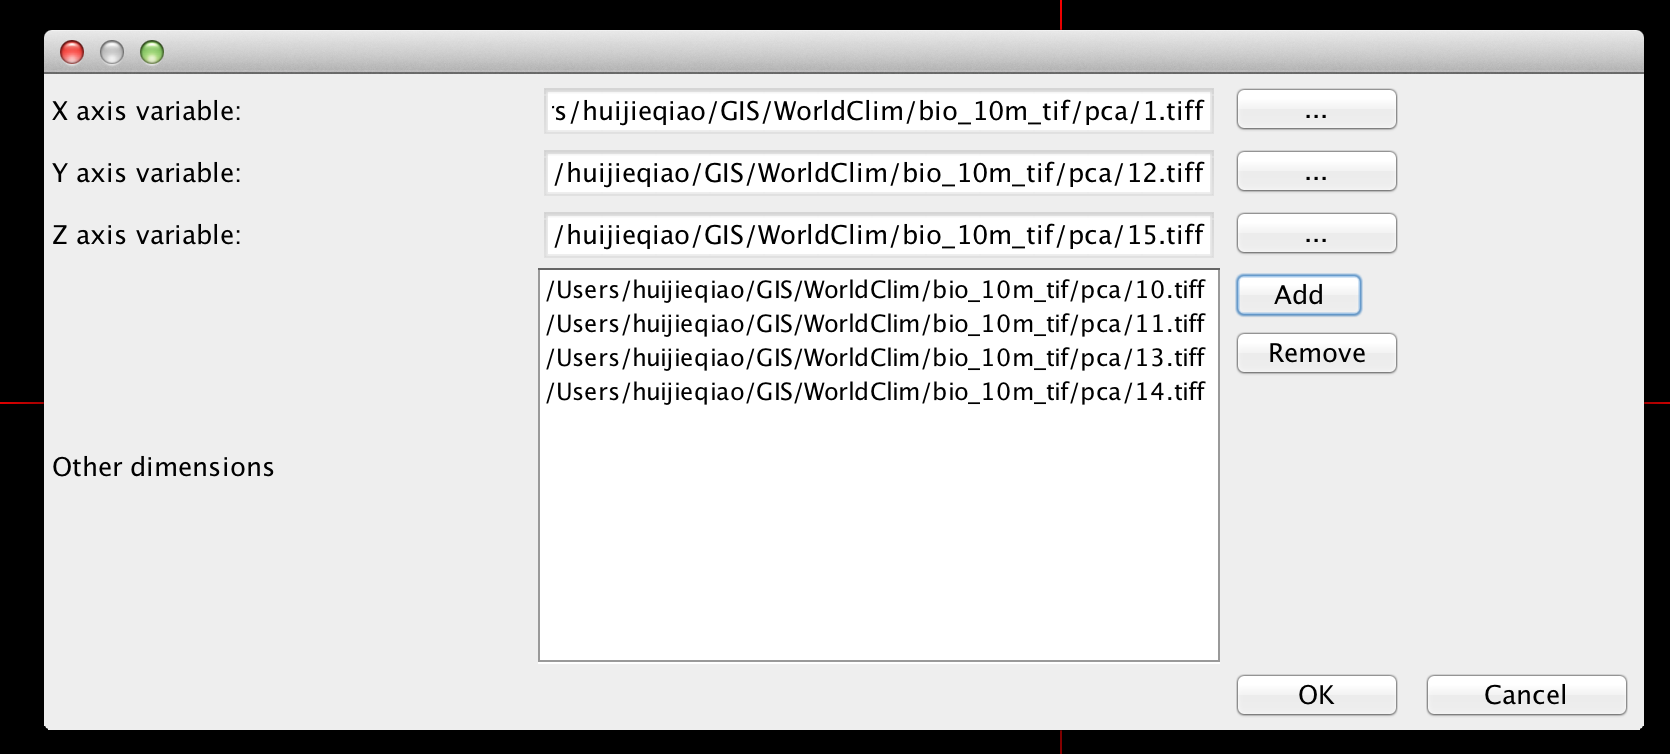 X axis variable:
s/huijieqiao/GIS/WorldClim/bio_10m_tif/pca/1.tiff
...
Y axis variable:
/huijieqiao/GIS/WorldClim/bio_10m_tif/pca/12.tiff
...
Z axis variable:
/huijieqiao/GIS/WorldClim/bio_10m_tif/pca/15.tiff
...
/Users/huijieqiao/GIS/WorldClim/bio_10m_tif/pca/10.tiff
/Users/huijieqiao/GIS/WorldClim/bio_10m_tif/pca/11.tiff
/Users/huijieqiao/GIS/WorldClim/bio_10m_tif/pca/13.tiff
/Users/huijieqiao/GIS/WorldClim/bio_10m_tif/pca/14.tiff
Add
Remove
Other dimensions
OK
Cancel